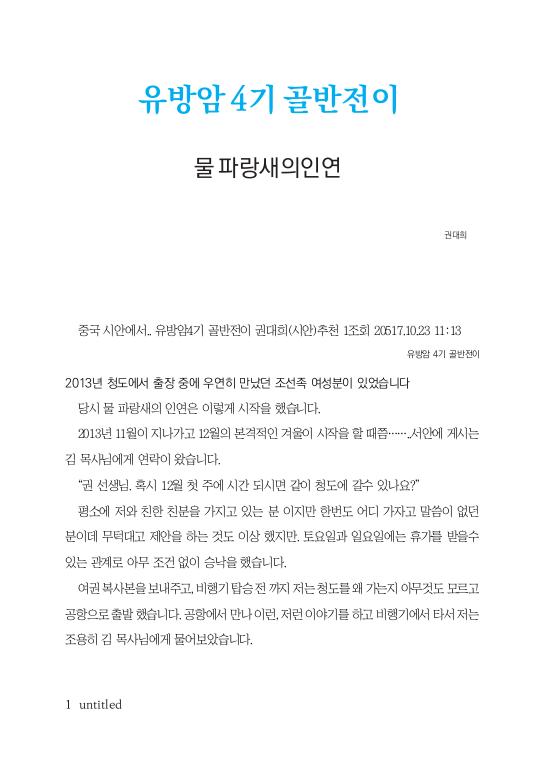 유방암 4기 골반전이
물 파랑새의인연
권대희
중국 시안에서.. 유방암4기 골반전이 권대희(시안)추천 1조회 20517.10.23 11:13
유방암 4기 골반전이
2013년 청도에서 출장 중에 우연히 만났던 조선족 여성분이 있었습니다
당시 물 파랑새의 인연은 이렇게 시작을 했습니다.
2013년 11월이 지나가고 12월의 본격적인 겨울이 시작을 할 때쯤……..서안에 게시는
김 목사님에게 연락이 왔습니다.
“권 선생님. 혹시 12월 첫 주에 시간 되시면 같이 청도에 갈수 있나요?”
평소에 저와 친한 친분을 가지고 있는 분 이지만 한번도 어디 가자고 말씀이 없던
분이데 무턱대고 제안을 하는 것도 이상 했지만. 토요일과 일요일에는 휴가를 받을수
있는 관계로 아무 조건 없이 승낙을 했습니다.
여권 복사본을 보내주고, 비행기 탑승 전 까지 저는 청도를 왜 가는지 아무것도 모르고
공항으로 출발 했습니다. 공항에서 만나 이런, 저런 이야기를 하고 비행기에서 타서 저는
조용히 김 목사님에게 물어보았습니다.
1 untitled